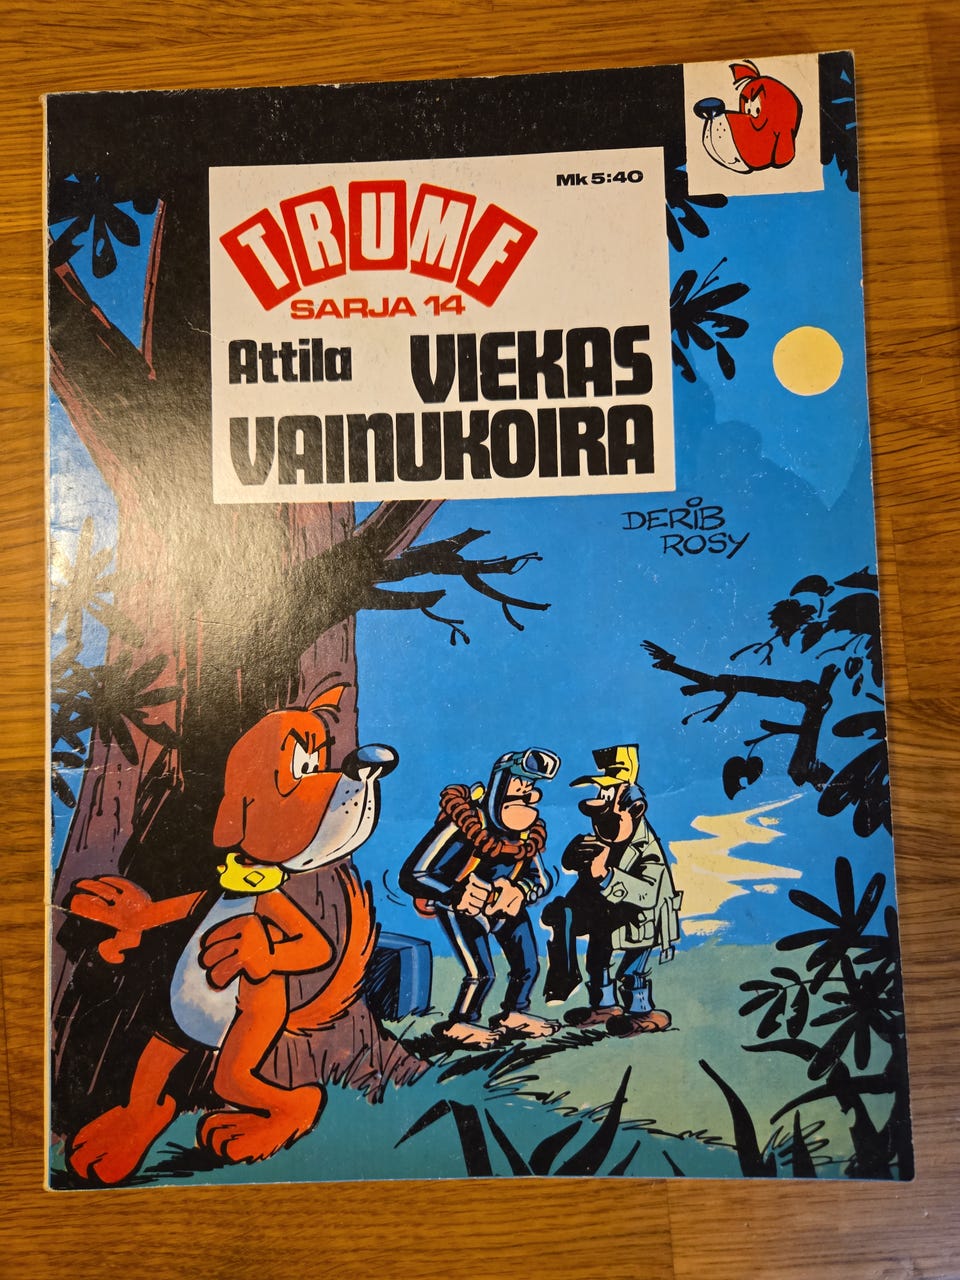 Mk 5:40
TRUMF
SARJA 14
Attila VIEKAS
VAINUKOIRA
DERIB
ROSY